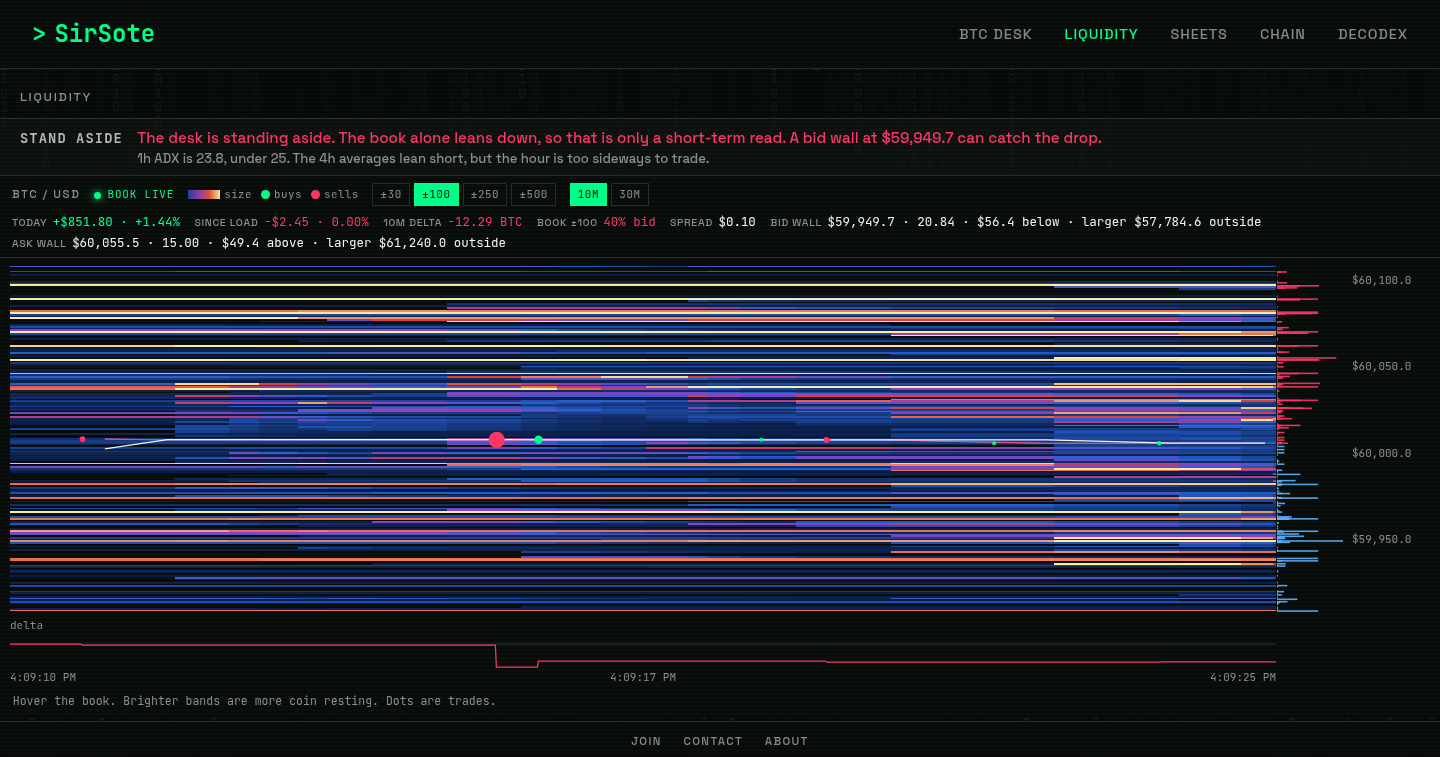 > SirSote
BTC DESK LIQUIDITY SHEETS CHAIN DECODEX
LIQUIDITY
STAND ASIDE The desk is standing aside. The book alone leans down, so that is only a short-term read. A bid wall at $59,949.7 can catch the drop.
1h ADX is 23.8, under 25. The 4h averages lean short, but the hour is too sideways to trade.
BTC / USD BOOK LIVE size buys sells ±30 ±100 ±250 ±500 10M 30M
TODAY +$851.80 · +1.44% SINCE LOAD -$2.45 · 0.00% 10M DELTA -12.29 BTC BOOK ±100 40% bid SPREAD $0.10 BID WALL $59,949.7 · 20.84 · $56.4 below · larger $57,784.6 outside
ASK WALL $60,055.5 · 15.00 · $49.4 above · larger $61,240.0 outside
$60,100.0
$60,050.0
$60,000.0
$59,950.0
delta
4:09:10 PM 4:09:17 PM 4:09:25 PM
Hover the book. Brighter bands are more coin resting. Dots are trades.
JOIN CONTACT ABOUT